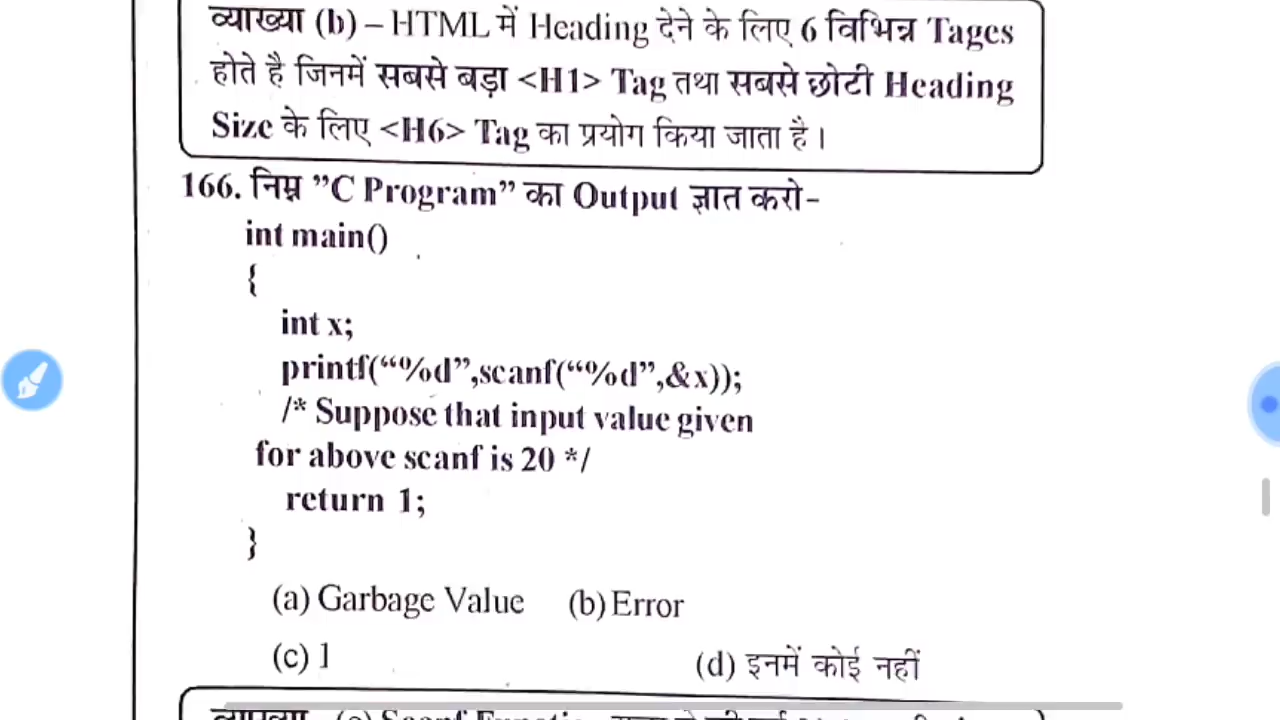 व्याख्या (b) – HTML में Heading देने के लिए 6 विभिन्न Tages
होते है जिनमें सबसे बड़ा <H1> Tag तथा सबसे छोटी Heading
Size के लिए <H6> Tag का प्रयोग किया जाता है।
166. निम्न ”C Program” का Output ज्ञात करो-
int main()
{
int x;
printf(“%d”,scanf(“%d”,&x));
/* Suppose that input value given
for above scanf is 20 */
return 1;
}
(a) Garbage Value (b) Error
(c) 1 (d) इनमें कोई नहीं